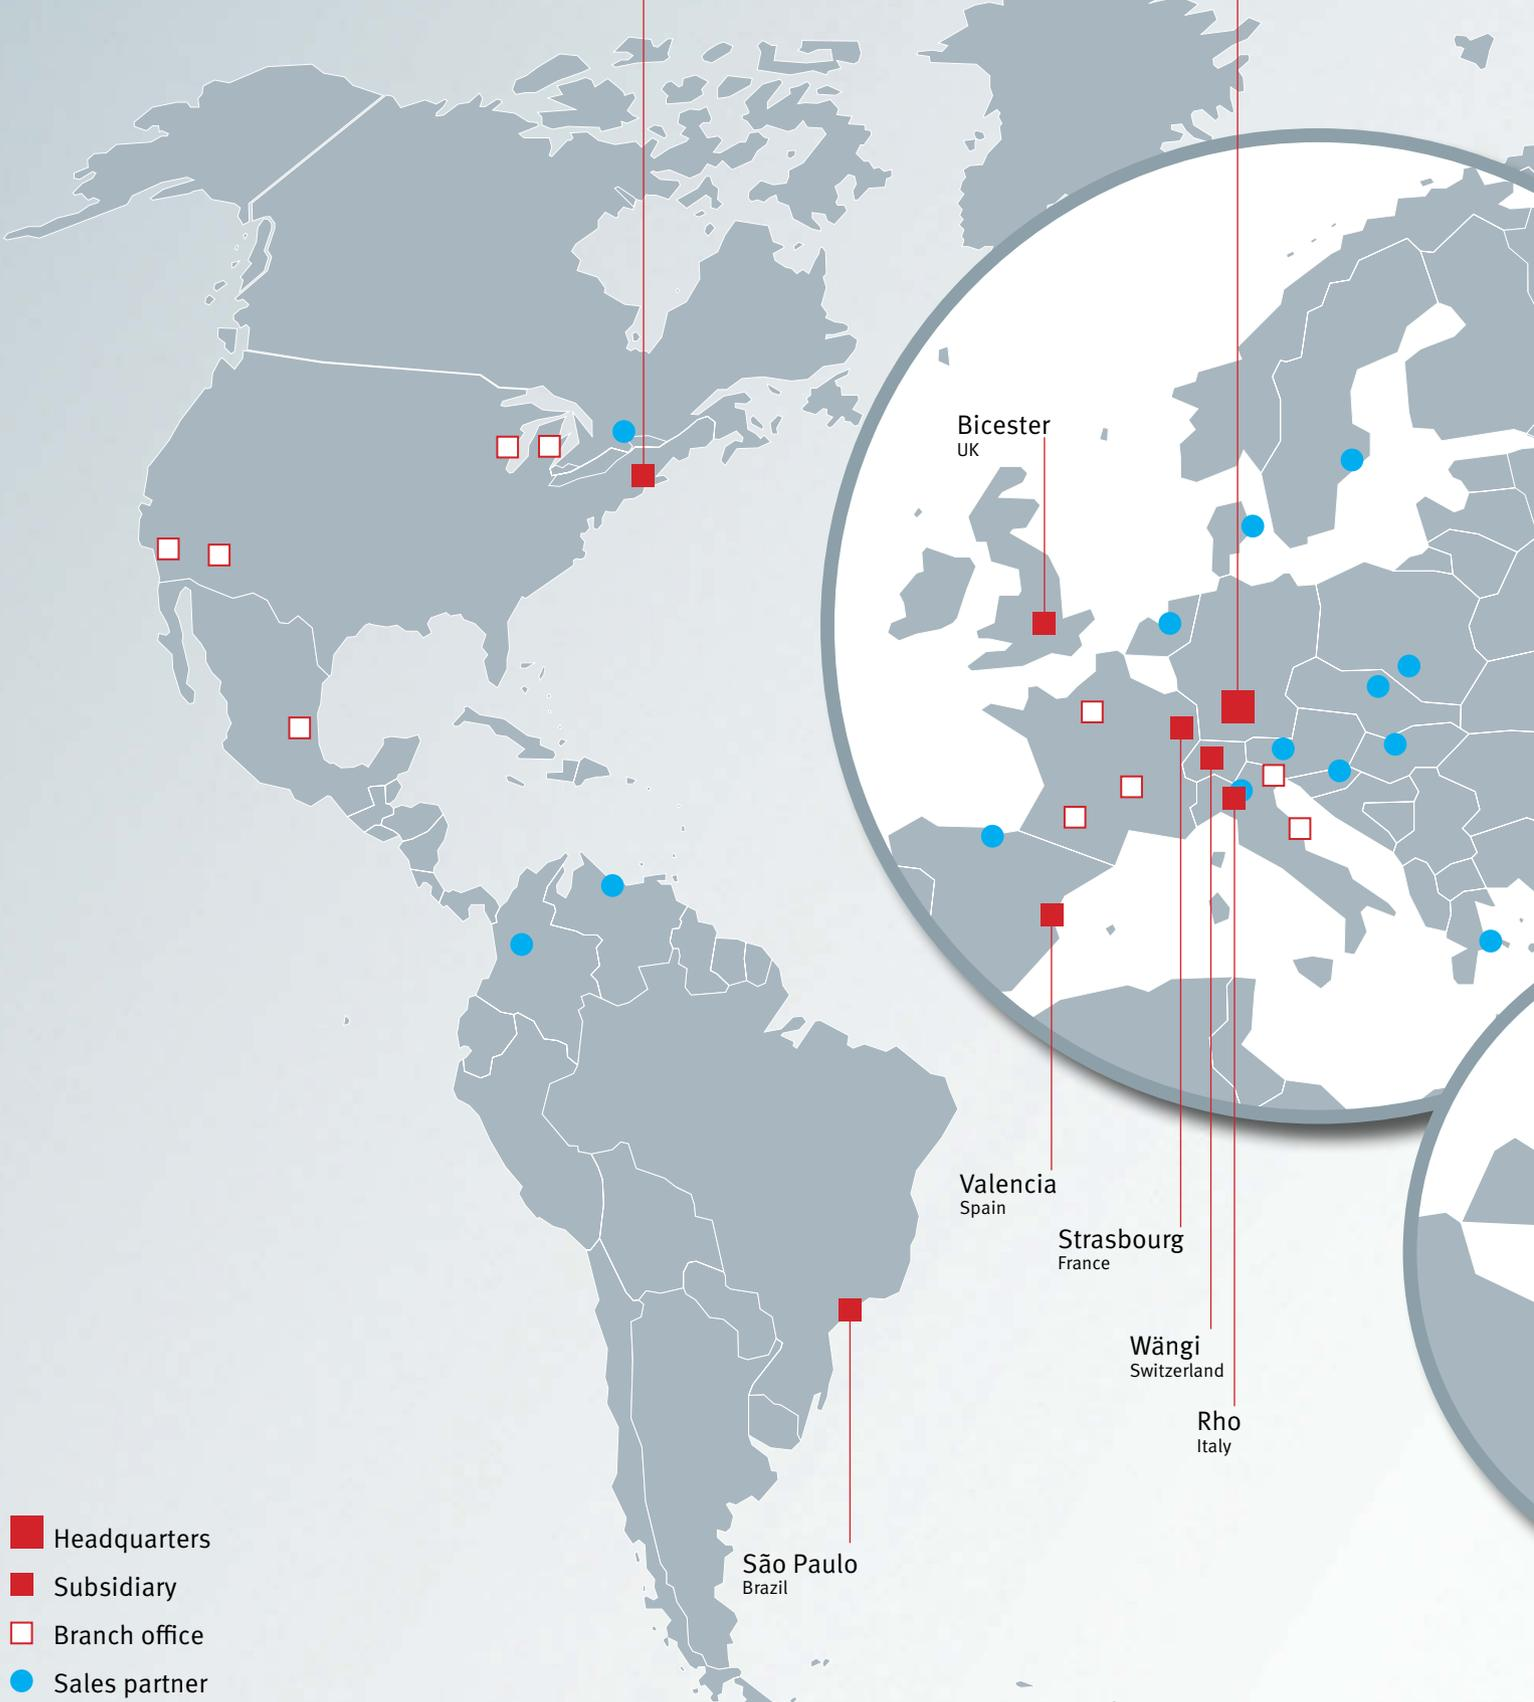 Bicester
UK
Valencia
Spain
Strasbourg
France
Wängi
Switzerland
Rho
Italy
São Paulo
Brazil
Headquarters
Subsidiary
Branch office
Sales partner